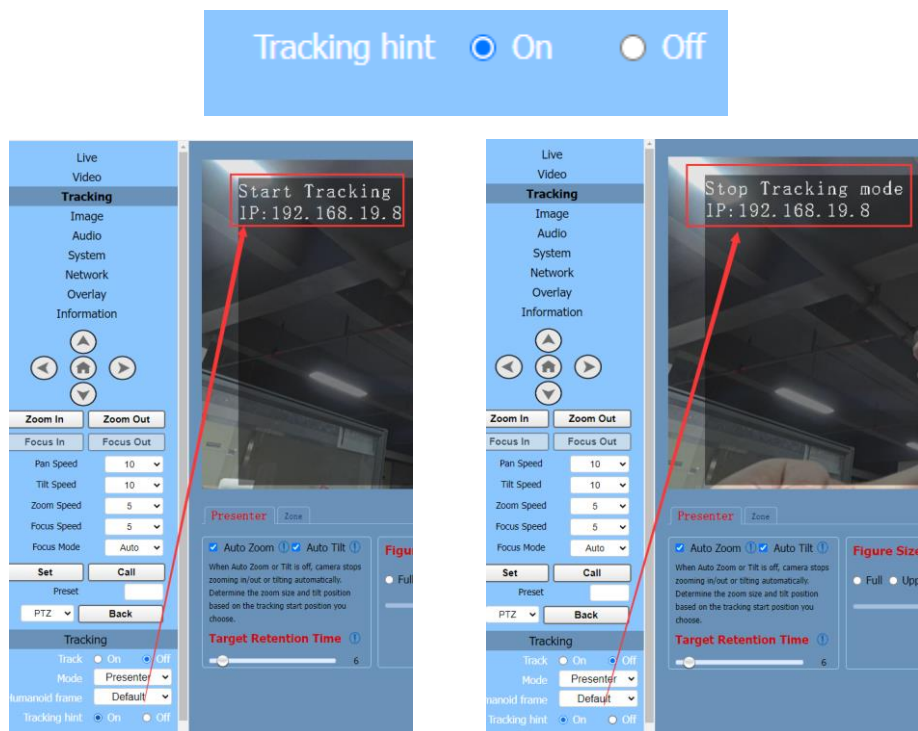 Tracking hint On Off
Live
Video
Tracking
Image
Audio
System
Network
Overlay
Information
Zoom In Zoom Out
Focus In Focus Out
Pan Speed 10
Tilt Speed 10
Zoom Speed 5
Focus Speed 5
Focus Mode Auto
Set Call
Preset
PTZ Back
Tracking
Track On Off
Mode Presenter
umanoid frame Default
Tracking hint On Off
Start Tracking
IP:192.168.19.8
Presenter Zone
Auto Zoom Auto Tilt
When Auto Zoom or Tilt is off, camera stops
zooming in/out or tilting automatically.
Determine the zoom size and tilt position
based on the tracking start position you
choose.
Target Retention Time
6
Figu
Full
Live
Video
Tracking
Image
Audio
System
Network
Overlay
Information
Zoom In Zoom Out
Focus In Focus Out
Pan Speed 10
Tilt Speed 10
Zoom Speed 5
Focus Speed 5
Focus Mode Auto
Set Call
Preset
PTZ Back
Tracking
Track On Off
Mode Presenter
manoid frame Default
Tracking hint On Off
Stop Tracking mode
IP:192.168.19.8
Presenter Zone
Auto Zoom Auto Tilt
When Auto Zoom or Tilt is off, camera stops
zooming in/out or tilting automatically.
Determine the zoom size and tilt position
based on the tracking start position you
choose.
Target Retention Time
6
Figure Size
Full Upp